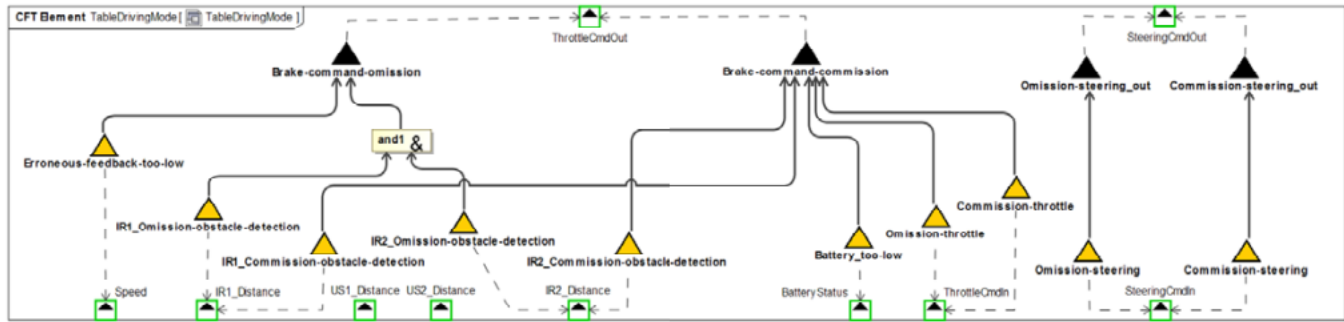 CFT Element TableDrivingMode [ TableDrivingMode ]
ThrottleCmdOut
SteeringCmdOut
Brake-command-omission
Brake-command-commission
Omission-steering_out
Commission-steering_out
and1 &
Erroneous-feedback-too-low
IR1_Omission-obstacle-detection
IR2_Omission-obstacle-detection
IR1_Commission-obstacle-detection
IR2_Commission-obstacle-detection
Commission-throttle
Omission-throttle
Battery_too-low
Omission-steering
Commission-steering
Speed
IR1_Distance
US1_Distance
US2_Distance
IR2_Distance
BatteryStatus
ThrottleCmdIn
SteeringCmdIn